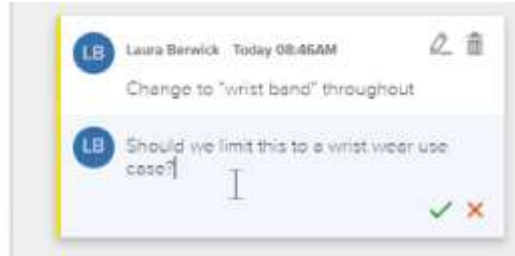 LB Laura Berwick Today 08:46AM
Change to "wrist band" throughout
LB Should we limit this to a wrist wear use
case?